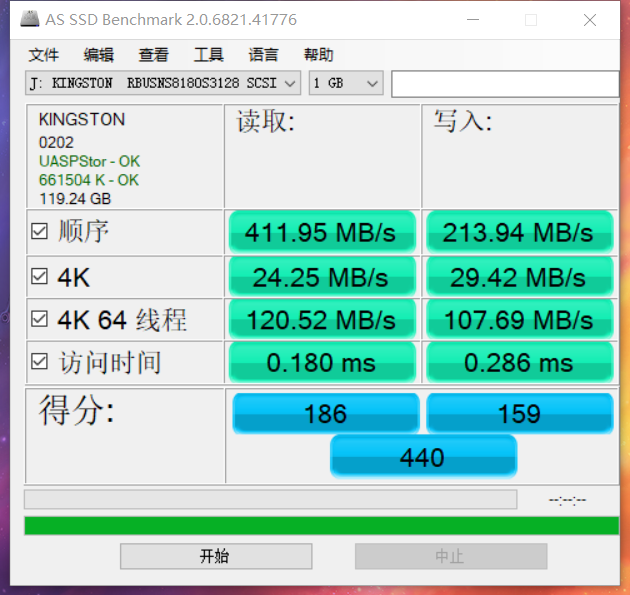 AS SSD Benchmark 2.0.6821.41776
文件 编辑 查看 工具 语言 帮助
J: KINGSTON RBUSNS8180S3128 SCSI 1 GB
KINGSTON
0202
UASPStor - OK
661504 K - OK
119.24 GB
读取: 写入:
顺序 411.95 MB/s 213.94 MB/s
4K 24.25 MB/s 29.42 MB/s
4K 64 线程 120.52 MB/s 107.69 MB/s
访问时间 0.180 ms 0.286 ms
得分: 186 159
440
--:--:--
开始 中止